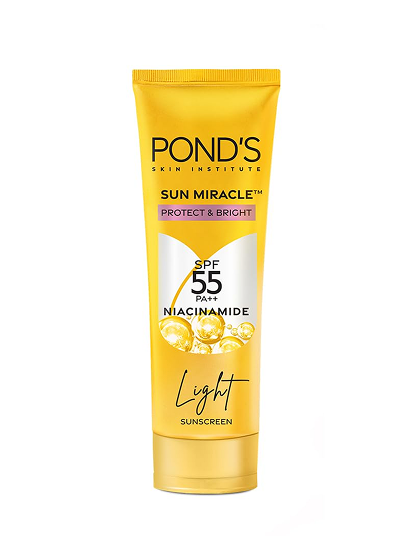 POND'S
SKIN INSTITUTE
SUN MIRACLE™
PROTECT & BRIGHT
SPF
55
PA++
NIACINAMIDE
Light
SUNSCREEN